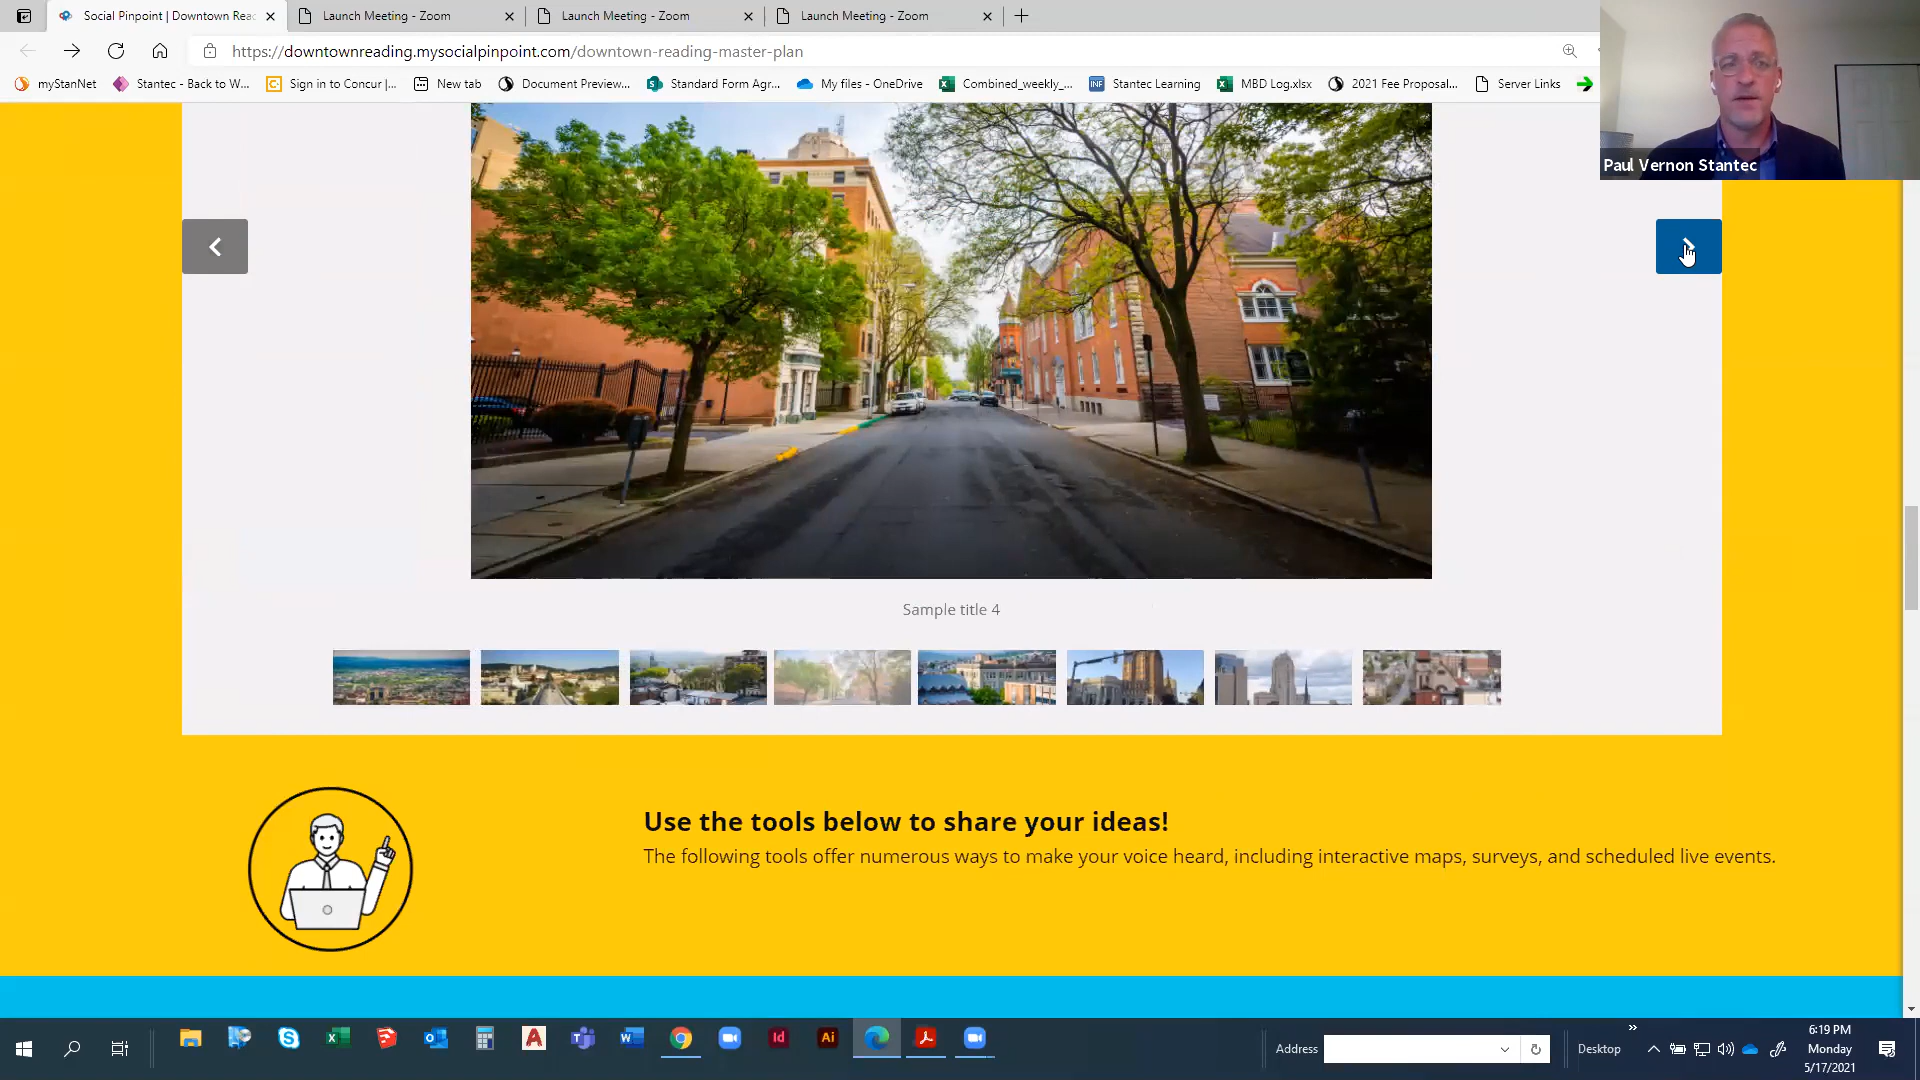 Social Pinpoint | Downtown Rea
Launch Meeting - Zoom
Launch Meeting - Zoom
Launch Meeting - Zoom
https://downtownreading.mysocialpinpoint.com/downtown-reading-master-plan
myStanNet
Stantec - Back to W...
Sign in to Concur |...
New tab
Document Preview...
Standard Form Agr...
My files - OneDrive
Combined_weekly_...
INF
Stantec Learning
MBD Log.xlsx
2021 Fee Proposal...
Server Links
Paul Vernon Stantec
Sample title 4
Use the tools below to share your ideas!
The following tools offer numerous ways to make your voice heard, including interactive maps, surveys, and scheduled live events.
Address
Desktop
6:19 PM
Monday
5/17/2021